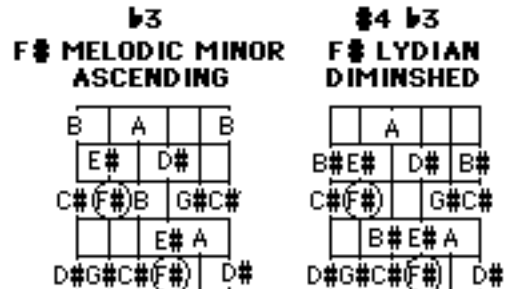 ♭3
F# MELODIC MINOR
ASCENDING
B A B
E# D#
C# F# B G# C#
E# A
D# G# C# F# D#
#4 ♭3
F# LYDIAN
DIMINSHED
A
B# E# D# B#
C# F# G# C#
B# E# A
D# G# C# F# D#